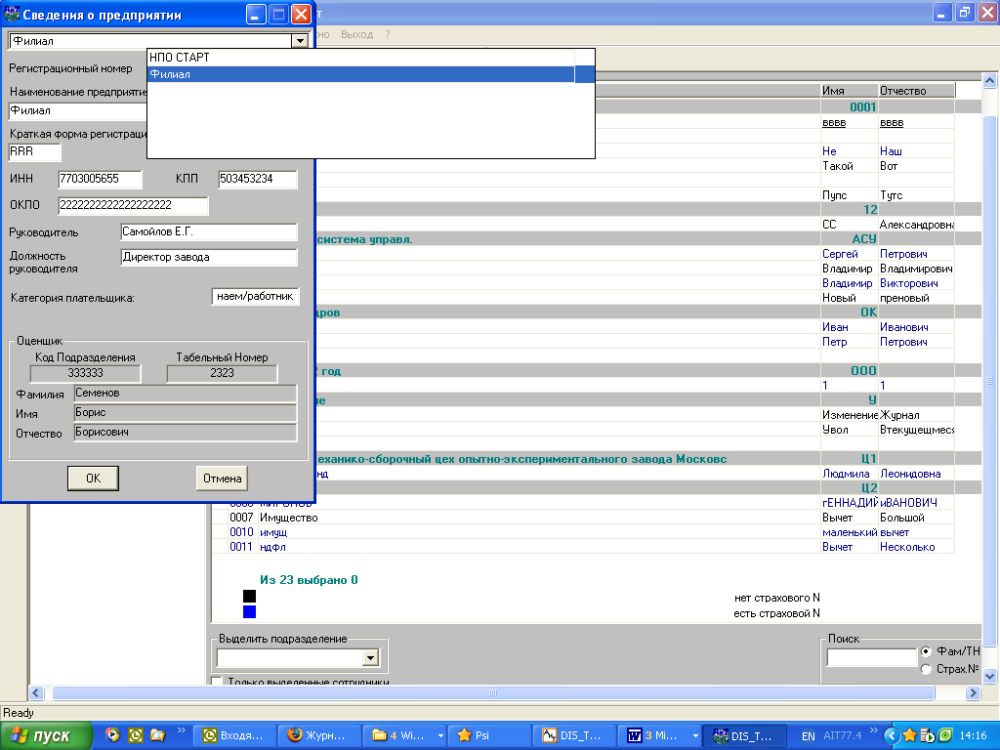 Сведения о предприятии
т
Филиал
но Выход ?
НПО СТАРТ
Филиал
Регистрационный номер
Наименование предприятия
Филиал
Краткая форма регистраци
RRR
ИНН 7703005655 КПП 503453234
ОКПО 2222222222222222222
Руководитель Самойлов Е.Г.
Должность
руководителя
Директор завода
Категория плательщика: наем/работник
Оценщик
Код Подразделения Табельный Номер
333333 2323
Фамилия Семенов
Имя Борис
Отчество Борисович
OK Отмена
Имя Отчество
0001
вввв вввв
Не Наш
Такой Вот
Пупс Тутс
12
СС Александровна
система управл. АСУ
Сергей Петрович
Владимир Владимирович
Владимир Викторович
Новый преновый
дров ОК
Иван Иванович
Петр Петрович
год ООО
1 1
ие У
Изменение Журнал
Увол Втекущемеся
еханико-сборочный цех опытно-экспериментального завода Московс Ц1
нд Людмила Леонидовна
Ц2
гЕННАДИЙ иВАНОВИЧ
0007 Имущество Вычет Большой
0010 имущ маленький вычет
0011 ндфл Вычет Несколько
Из 23 выбрано 0
нет страхового N
есть страховой N
Выделить подразделение
Только выделенные сотрудники
Поиск
Фам/ТН
Страх.№
Ready
пуск
Входя...
Журн...
4 Wi...
Psi
DIS_T...
3 Mi...
DIS_T...
EN
AIT77.4
14:16